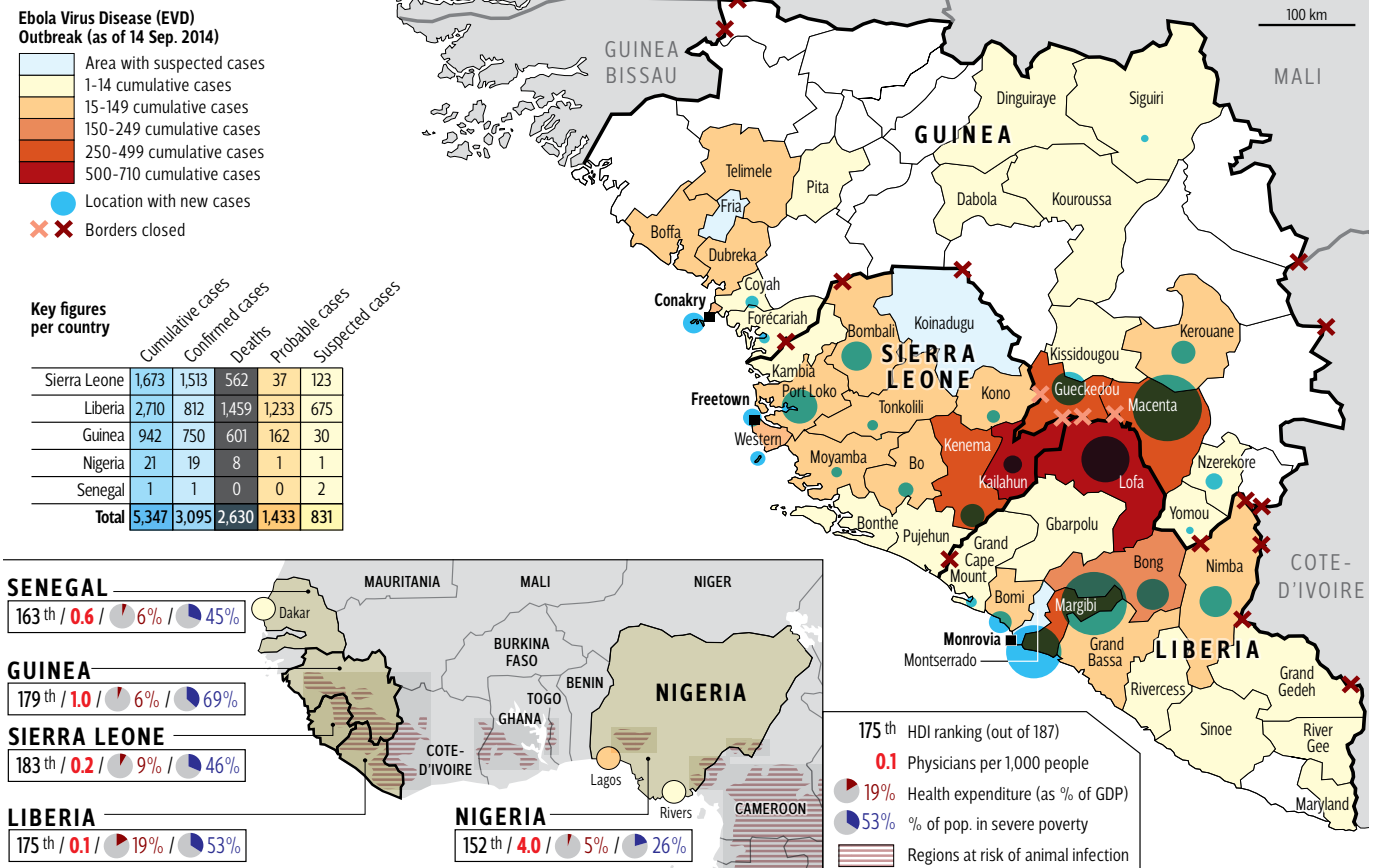 Ebola Virus Disease (EVD)
Outbreak (as of 14 Sep. 2014)
Area with suspected cases
1-14 cumulative cases
15-149 cumulative cases
150-249 cumulative cases
250-499 cumulative cases
500-710 cumulative cases
Location with new cases
Borders closed
Key figures
per country
Cumulative cases
Confirmed cases
Deaths
Probable cases
Suspected cases
Sierra Leone 1,673 1,513 562 37 123
Liberia 2,710 812 1,459 1,233 675
Guinea 942 750 601 162 30
Nigeria 21 19 8 1 1
Senegal 1 1 0 0 2
Total 5,347 3,095 2,630 1,433 831
100 km
GUINEA
BISSAU
MALI
GUINEA
Dinguiraye
Siguiri
Telimele
Pita
Fria
Dabola
Kouroussa
Boffa
Dubreka
Coyah
Conakry
Forécariah
Bombali
Koinadugu
Kerouane
SIERRA
LEONE
Kissidougou
Kambia
Port Loko
Gueckedou
Kono
Macenta
Freetown
Tonkolili
Western
Kenema
Moyamba
Bo
Nzerekore
Kailahun
Lofa
Yomou
Bonthe
Pujehun
Gbarpolu
Grand
Cape
Mount
Bong
Nimba
COTE-
D'IVOIRE
Bomi
Margibi
Monrovia
Montserrado
Grand
Bassa
LIBERIA
Rivercess
Grand
Gedeh
Sinoe
River
Gee
Maryland
SENEGAL
163 th / 0.6 / 6% / 45%
GUINEA
179 th / 1.0 / 6% / 69%
SIERRA LEONE
183 th / 0.2 / 9% / 46%
LIBERIA
175 th / 0.1 / 19% / 53%
NIGERIA
152 th / 4.0 / 5% / 26%
MAURITANIA
MALI
NIGER
Dakar
BURKINA
FASO
BENIN
TOGO
GHANA
NIGERIA
COTE-
D'IVOIRE
Lagos
Rivers
CAMEROON
175 th HDI ranking (out of 187)
0.1 Physicians per 1,000 people
19% Health expenditure (as % of GDP)
53% % of pop. in severe poverty
Regions at risk of animal infection